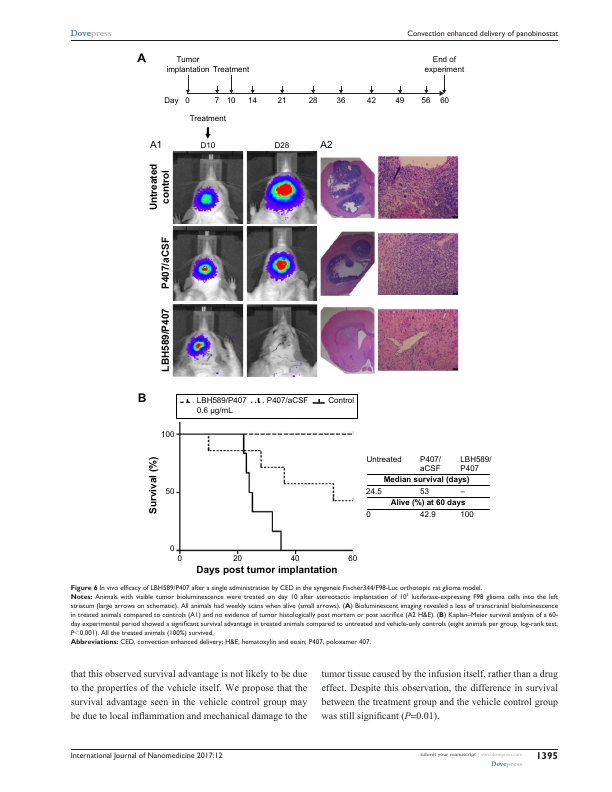 Dovepress
Convection enhanced delivery of panobinostat
A
Tumor
implantation
Treatment
End of
experiment
Day 0 7 10 14 21 28 36 42 49 56 60
Treatment
A1 D10 D28 A2
Untreated
control
P407/aCSF
LBH589/P407
B
LBH589/P407 P407/aCSF Control
0.6 µg/mL
100
50
0
Survival (%)
0 20 40 60
Days post tumor implantation
Untreated P407/ LBH589/
aCSF P407
Median survival (days)
24.5 53 –
Alive (%) at 60 days
0 42.9 100
Figure 6 In vivo efficacy of LBH589/P407 after a single administration by CED in the syngeneic Fischer344/F98-Luc orthotopic rat glioma model.
Notes: Animals with visible tumor bioluminescence were treated on day 10 after stereotactic implantation of 10⁵ luciferase-expressing F98 glioma cells into the left
striatum (large arrows on schematic). All animals had weekly scans when alive (small arrows). (A) Bioluminescent imaging revealed a loss of transcranial bioluminescence
in treated animals compared to controls (A1) and no evidence of tumor histologically post mortem or post sacrifice (A2 H&E). (B) Kaplan–Meier survival analysis of a 60-
day experimental period showed a significant survival advantage in treated animals compared to untreated and vehicle-only controls (eight animals per group, log-rank test,
P<0.001). All the treated animals (100%) survived.
Abbreviations: CED, convection enhanced delivery; H&E, hematoxylin and eosin; P407, poloxamer 407.
that this observed survival advantage is not likely to be due
to the properties of the vehicle itself. We propose that the
survival advantage seen in the vehicle control group may
be due to local inflammation and mechanical damage to the
tumor tissue caused by the infusion itself, rather than a drug
effect. Despite this observation, the difference in survival
between the treatment group and the vehicle control group
was still significant (P=0.01).
International Journal of Nanomedicine 2017:12
submit your manuscript | www.dovepress.com
Dovepress
1395